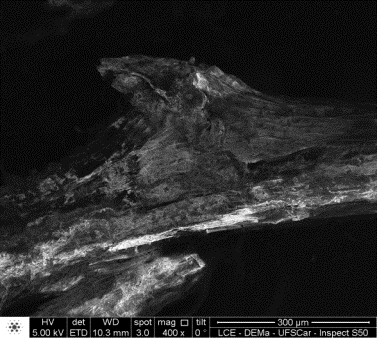 HV det WD spot mag □ tilt 300 µm
5.00 kV ETD 10.3 mm 3.0 400 x 0 ° LCE - DEMa - UFSCar - Inspect S50